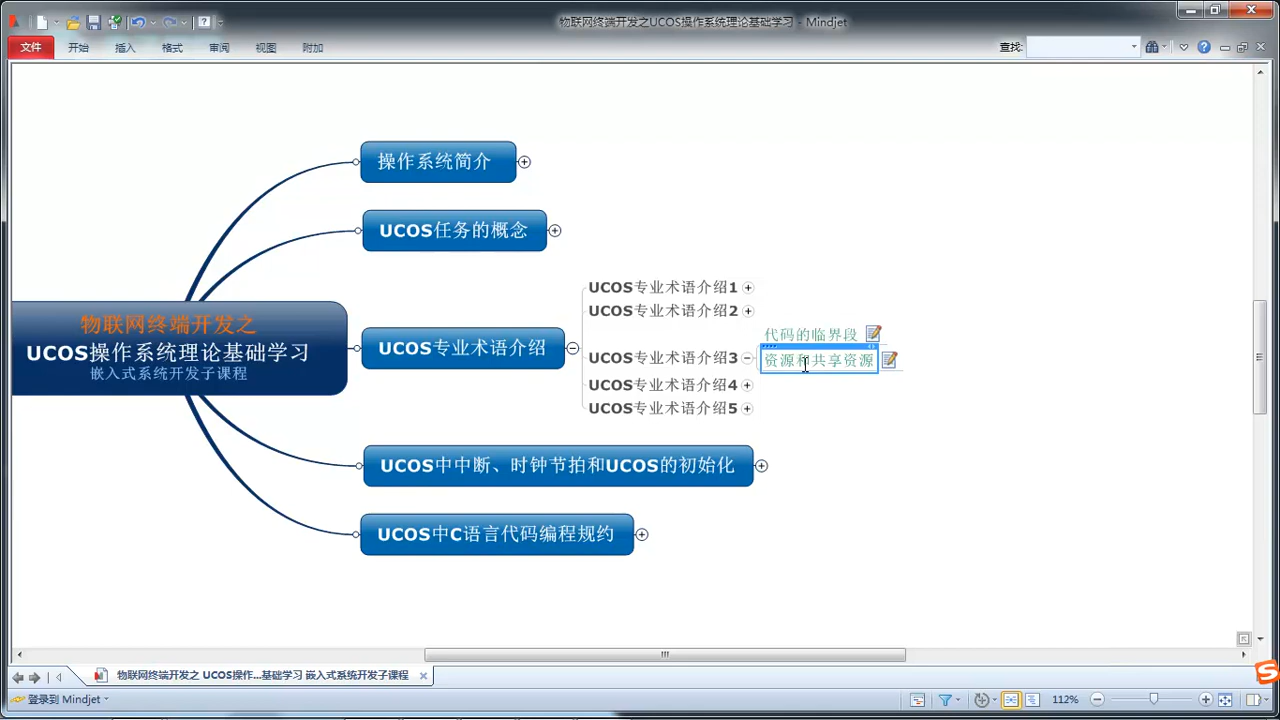 物联网终端开发之UCOS操作系统理论基础学习 - Mindjet
文件 开始 插入 格式 审阅 视图 附加 查找:
操作系统简介
UCOS任务的概念
UCOS专业术语介绍1
UCOS专业术语介绍2
物联网终端开发之
UCOS操作系统理论基础学习
嵌入式系统开发子课程
UCOS专业术语介绍
代码的临界段
UCOS专业术语介绍3
资源和共享资源
UCOS专业术语介绍4
UCOS专业术语介绍5
UCOS中中断、时钟节拍和UCOS的初始化
UCOS中C语言代码编程规约
物联网终端开发之 UCOS操作...基础学习 嵌入式系统开发子课程
登录到 Mindjet
112%